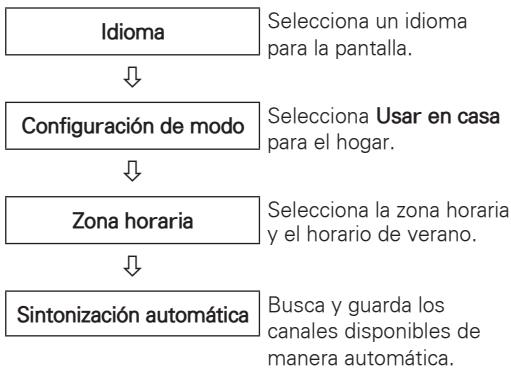 Idioma
Selecciona un idioma
para la pantalla.
Configuración de modo
Selecciona Usar en casa
para el hogar.
Zona horaria
Selecciona la zona horaria
y el horario de verano.
Sintonización automática
Busca y guarda los
canales disponibles de
manera automática.